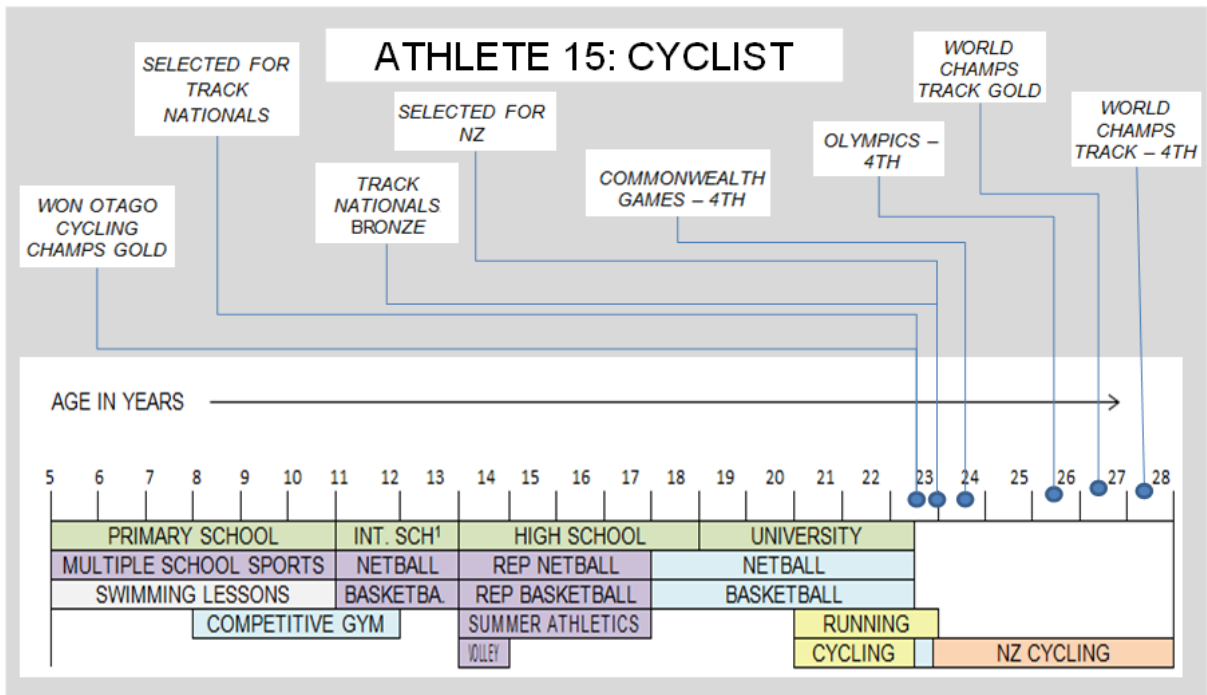 ATHLETE 15: CYCLIST
SELECTED FOR
TRACK
NATIONALS
SELECTED FOR
NZ
WORLD
CHAMPS
TRACK GOLD
WORLD
CHAMPS
TRACK – 4TH
OLYMPICS –
4TH
COMMONWEALTH
GAMES – 4TH
TRACK
NATIONALS
BRONZE
WON OTAGO
CYCLING
CHAMPS GOLD
AGE IN YEARS
5 6 7 8 9 10 11 12 13 14 15 16 17 18 19 20 21 22 23 24 25 26 27 28
PRIMARY SCHOOL INT. SCH¹ HIGH SCHOOL UNIVERSITY
MULTIPLE SCHOOL SPORTS NETBALL REP NETBALL NETBALL
SWIMMING LESSONS BASKETBA. REP BASKETBALL BASKETBALL
COMPETITIVE GYM SUMMER ATHLETICS RUNNING
VOLLEY CYCLING NZ CYCLING